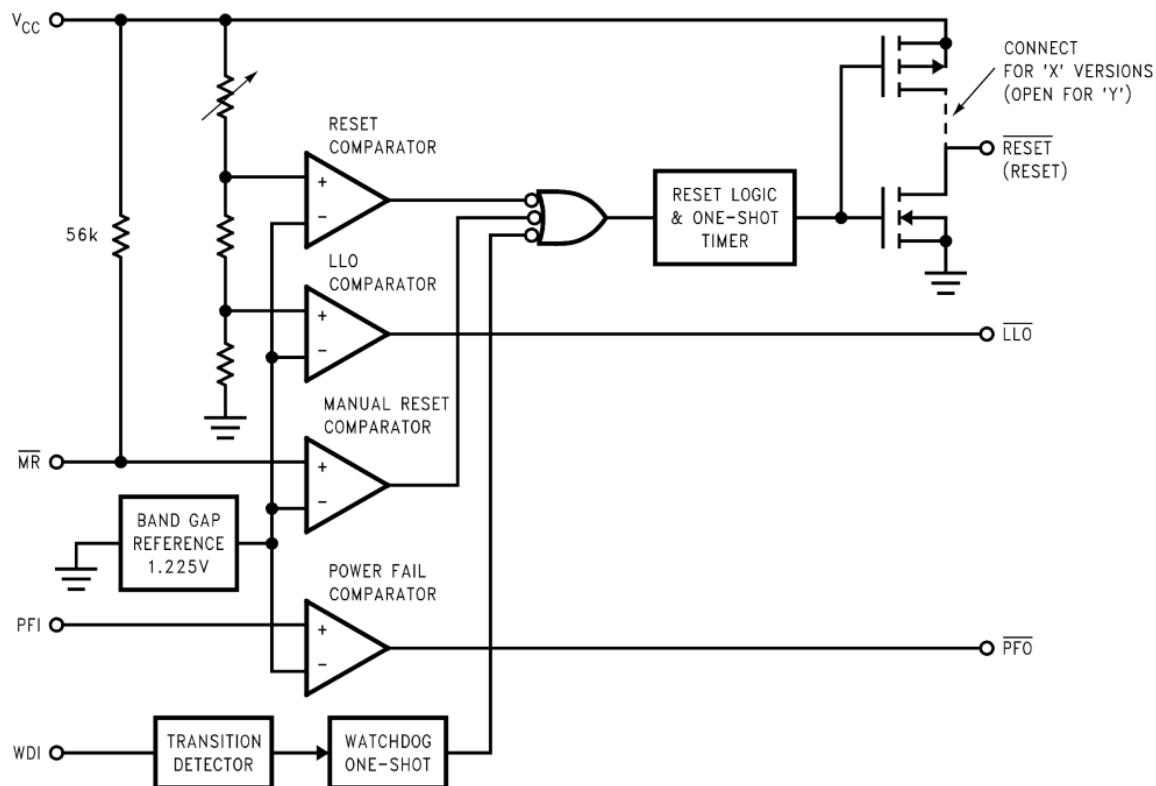 VCC
CONNECT
FOR 'X' VERSIONS
(OPEN FOR 'Y')
RESET
COMPARATOR
+
−
56k
RESET LOGIC
& ONE-SHOT
TIMER
RESET
(RESET)
LLO
COMPARATOR
+
−
LLO
MANUAL RESET
COMPARATOR
MR
+
−
BAND GAP
REFERENCE
1.225V
POWER FAIL
COMPARATOR
PFI
+
−
PFO
WDI
TRANSITION
DETECTOR
WATCHDOG
ONE-SHOT